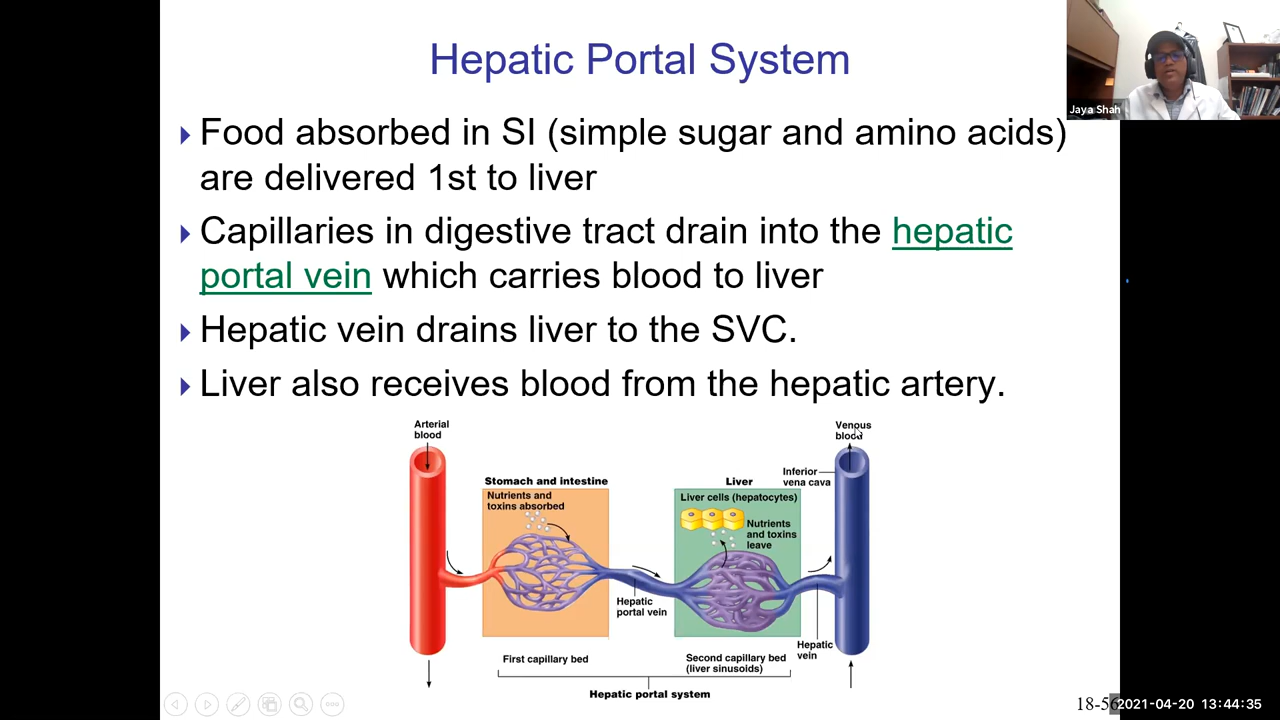 Hepatic Portal System
Jaya Shah
Food absorbed in SI (simple sugar and amino acids)
are delivered 1st to liver
Capillaries in digestive tract drain into the hepatic
portal vein which carries blood to liver
Hepatic vein drains liver to the SVC.
Liver also receives blood from the hepatic artery.
Arterial
blood
Venous
blood
Stomach and intestine
Nutrients and
toxins absorbed
Liver
Liver cells (hepatocytes)
Nutrients
and toxins
leave
Inferior
vena cava
Hepatic
portal vein
Hepatic
vein
First capillary bed
Second capillary bed
(liver sinusoids)
Hepatic portal system
18-56
2021-04-20 13:44:35